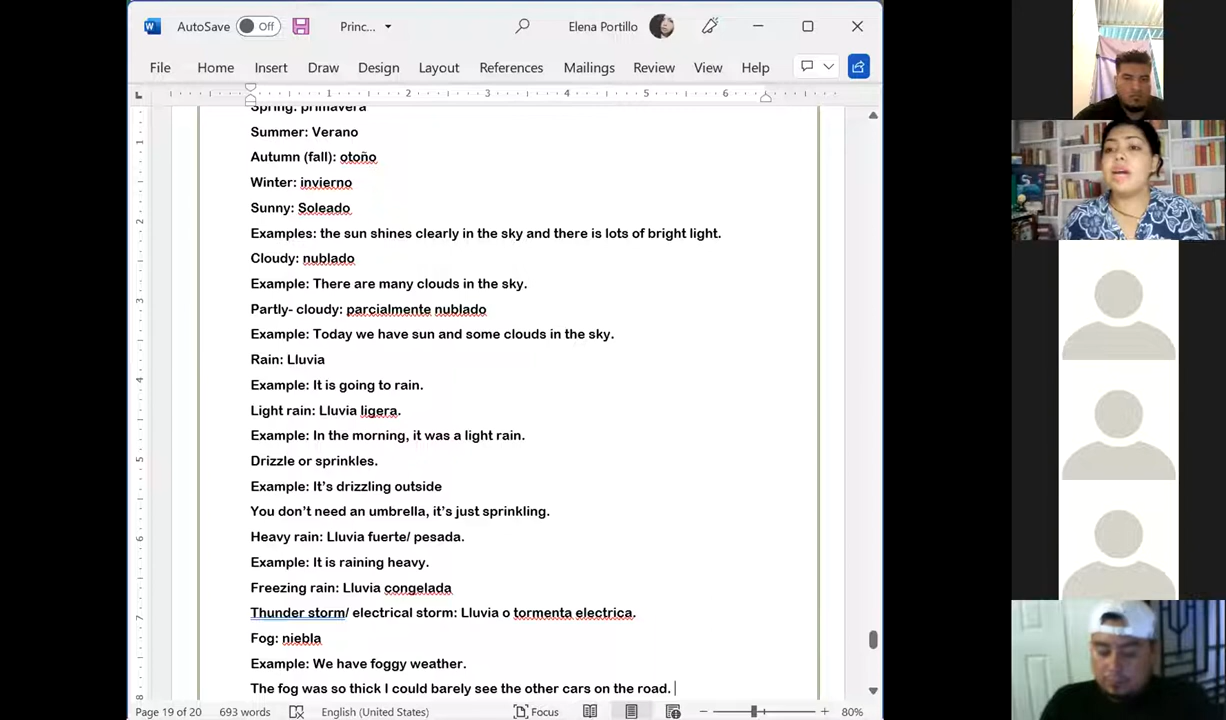 AutoSave Off Princ... Elena Portillo
File Home Insert Draw Design Layout References Mailings Review View Help
1 2 3 4 5 6
Spring: primavera
Summer: Verano
Autumn (fall): otoño
Winter: invierno
Sunny: Soleado
Examples: the sun shines clearly in the sky and there is lots of bright light.
Cloudy: nublado
Example: There are many clouds in the sky.
Partly- cloudy: parcialmente nublado
Example: Today we have sun and some clouds in the sky.
Rain: Lluvia
Example: It is going to rain.
Light rain: Lluvia ligera.
Example: In the morning, it was a light rain.
Drizzle or sprinkles.
Example: It's drizzling outside
You don't need an umbrella, it's just sprinkling.
Heavy rain: Lluvia fuerte/ pesada.
Example: It is raining heavy.
Freezing rain: Lluvia congelada
Thunder storm/ electrical storm: Lluvia o tormenta electrica.
Fog: niebla
Example: We have foggy weather.
The fog was so thick I could barely see the other cars on the road.
Page 19 of 20 693 words English (United States) Focus 80%